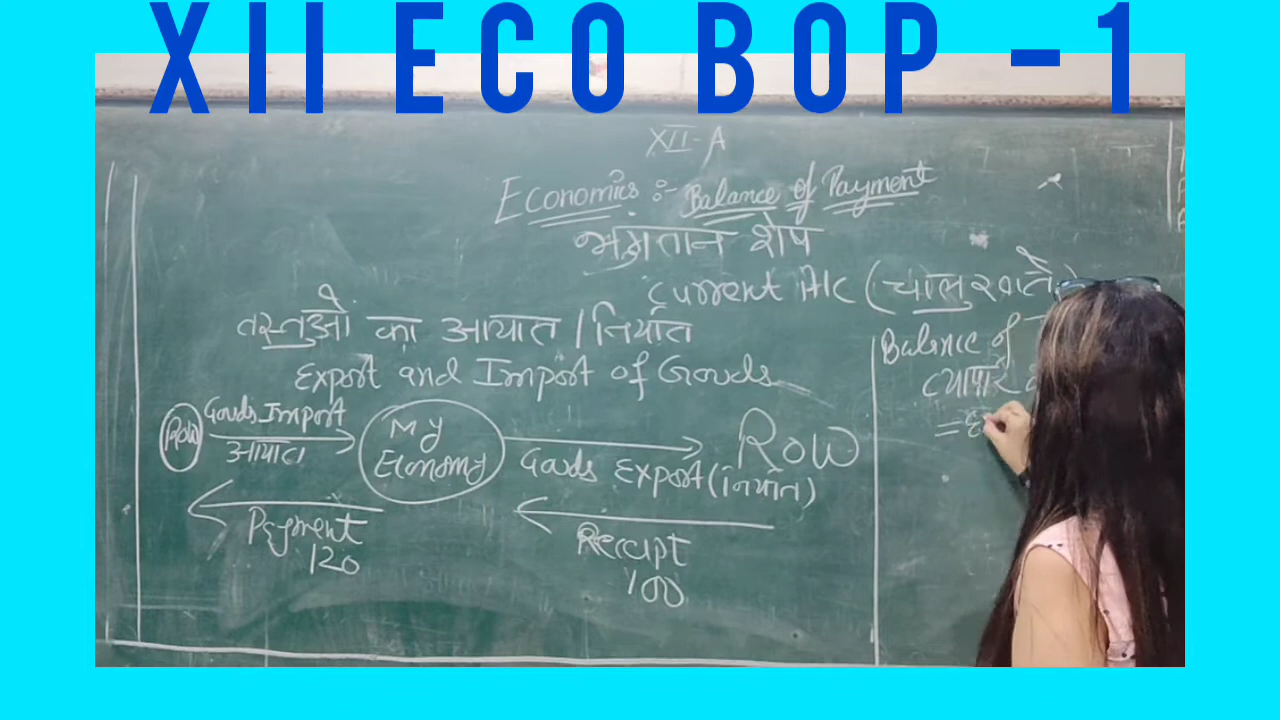 XII ECO BOP - 1
XII-A
Economics :- Balance of Payment
भुगतान शेष
Current A/c (चालु खाते)
वस्तुओं का आयात / निर्यात
Export and Import of Goods
Balance of
व्यापार
=
Row
Goods Import
आयात
My
Economy
Goods Export (निर्यात)
Row
Payment
120
Receipt
100